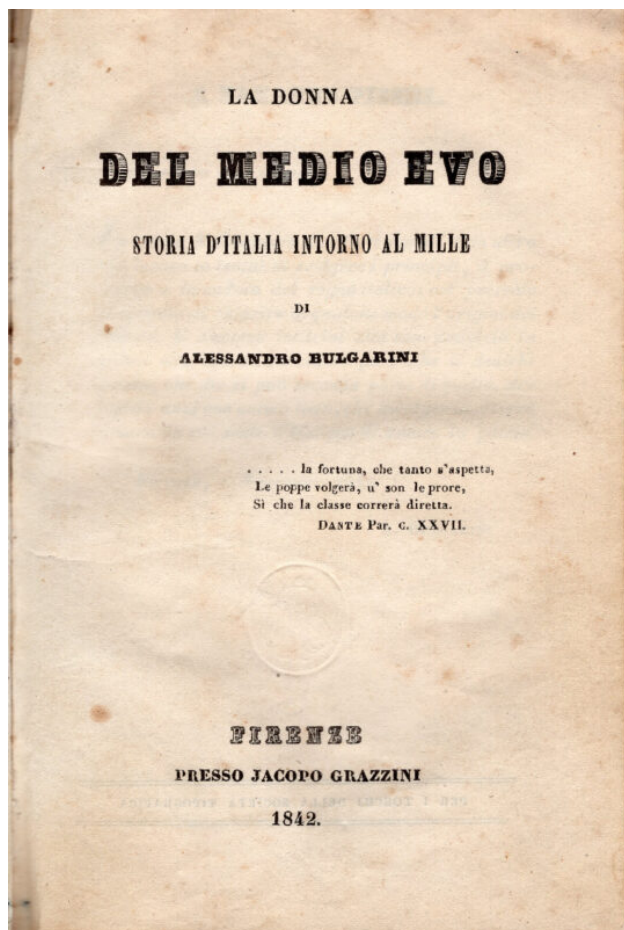 LA DONNA
DEL MEDIO EVO
STORIA D'ITALIA INTORNO AL MILLE
DI
ALESSANDRO BULGARINI
. . . . . la fortuna, che tanto s'aspetta,
Le poppe volgerà, u' son le prore,
Sì che la classe correrà diretta.
DANTE Par. C. XXVII.
FIRENZE
PRESSO JACOPO GRAZZINI
1842.